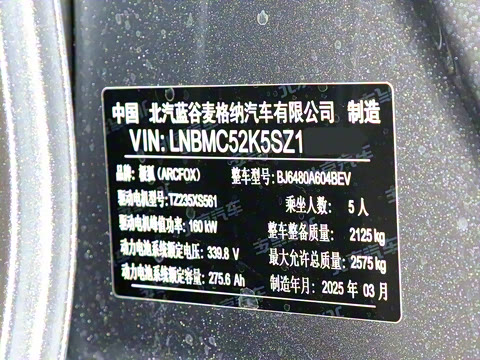 中国 北汽蓝谷麦格纳汽车有限公司 制造
VIN: LNBMC52K5SZ1
品牌: 极狐(ARCFOX) 整车型号: BJ6480A604BEV
驱动电机型号: TZ235XS561 乘坐人数: 5 人
驱动电机峰值功率: 160 kW 整车整备质量: 2125 kg
动力电池系统额定电压: 339.8 V 最大允许总质量: 2575 kg
动力电池系统额定容量: 275.6 Ah 制造年月: 2025 年 03 月